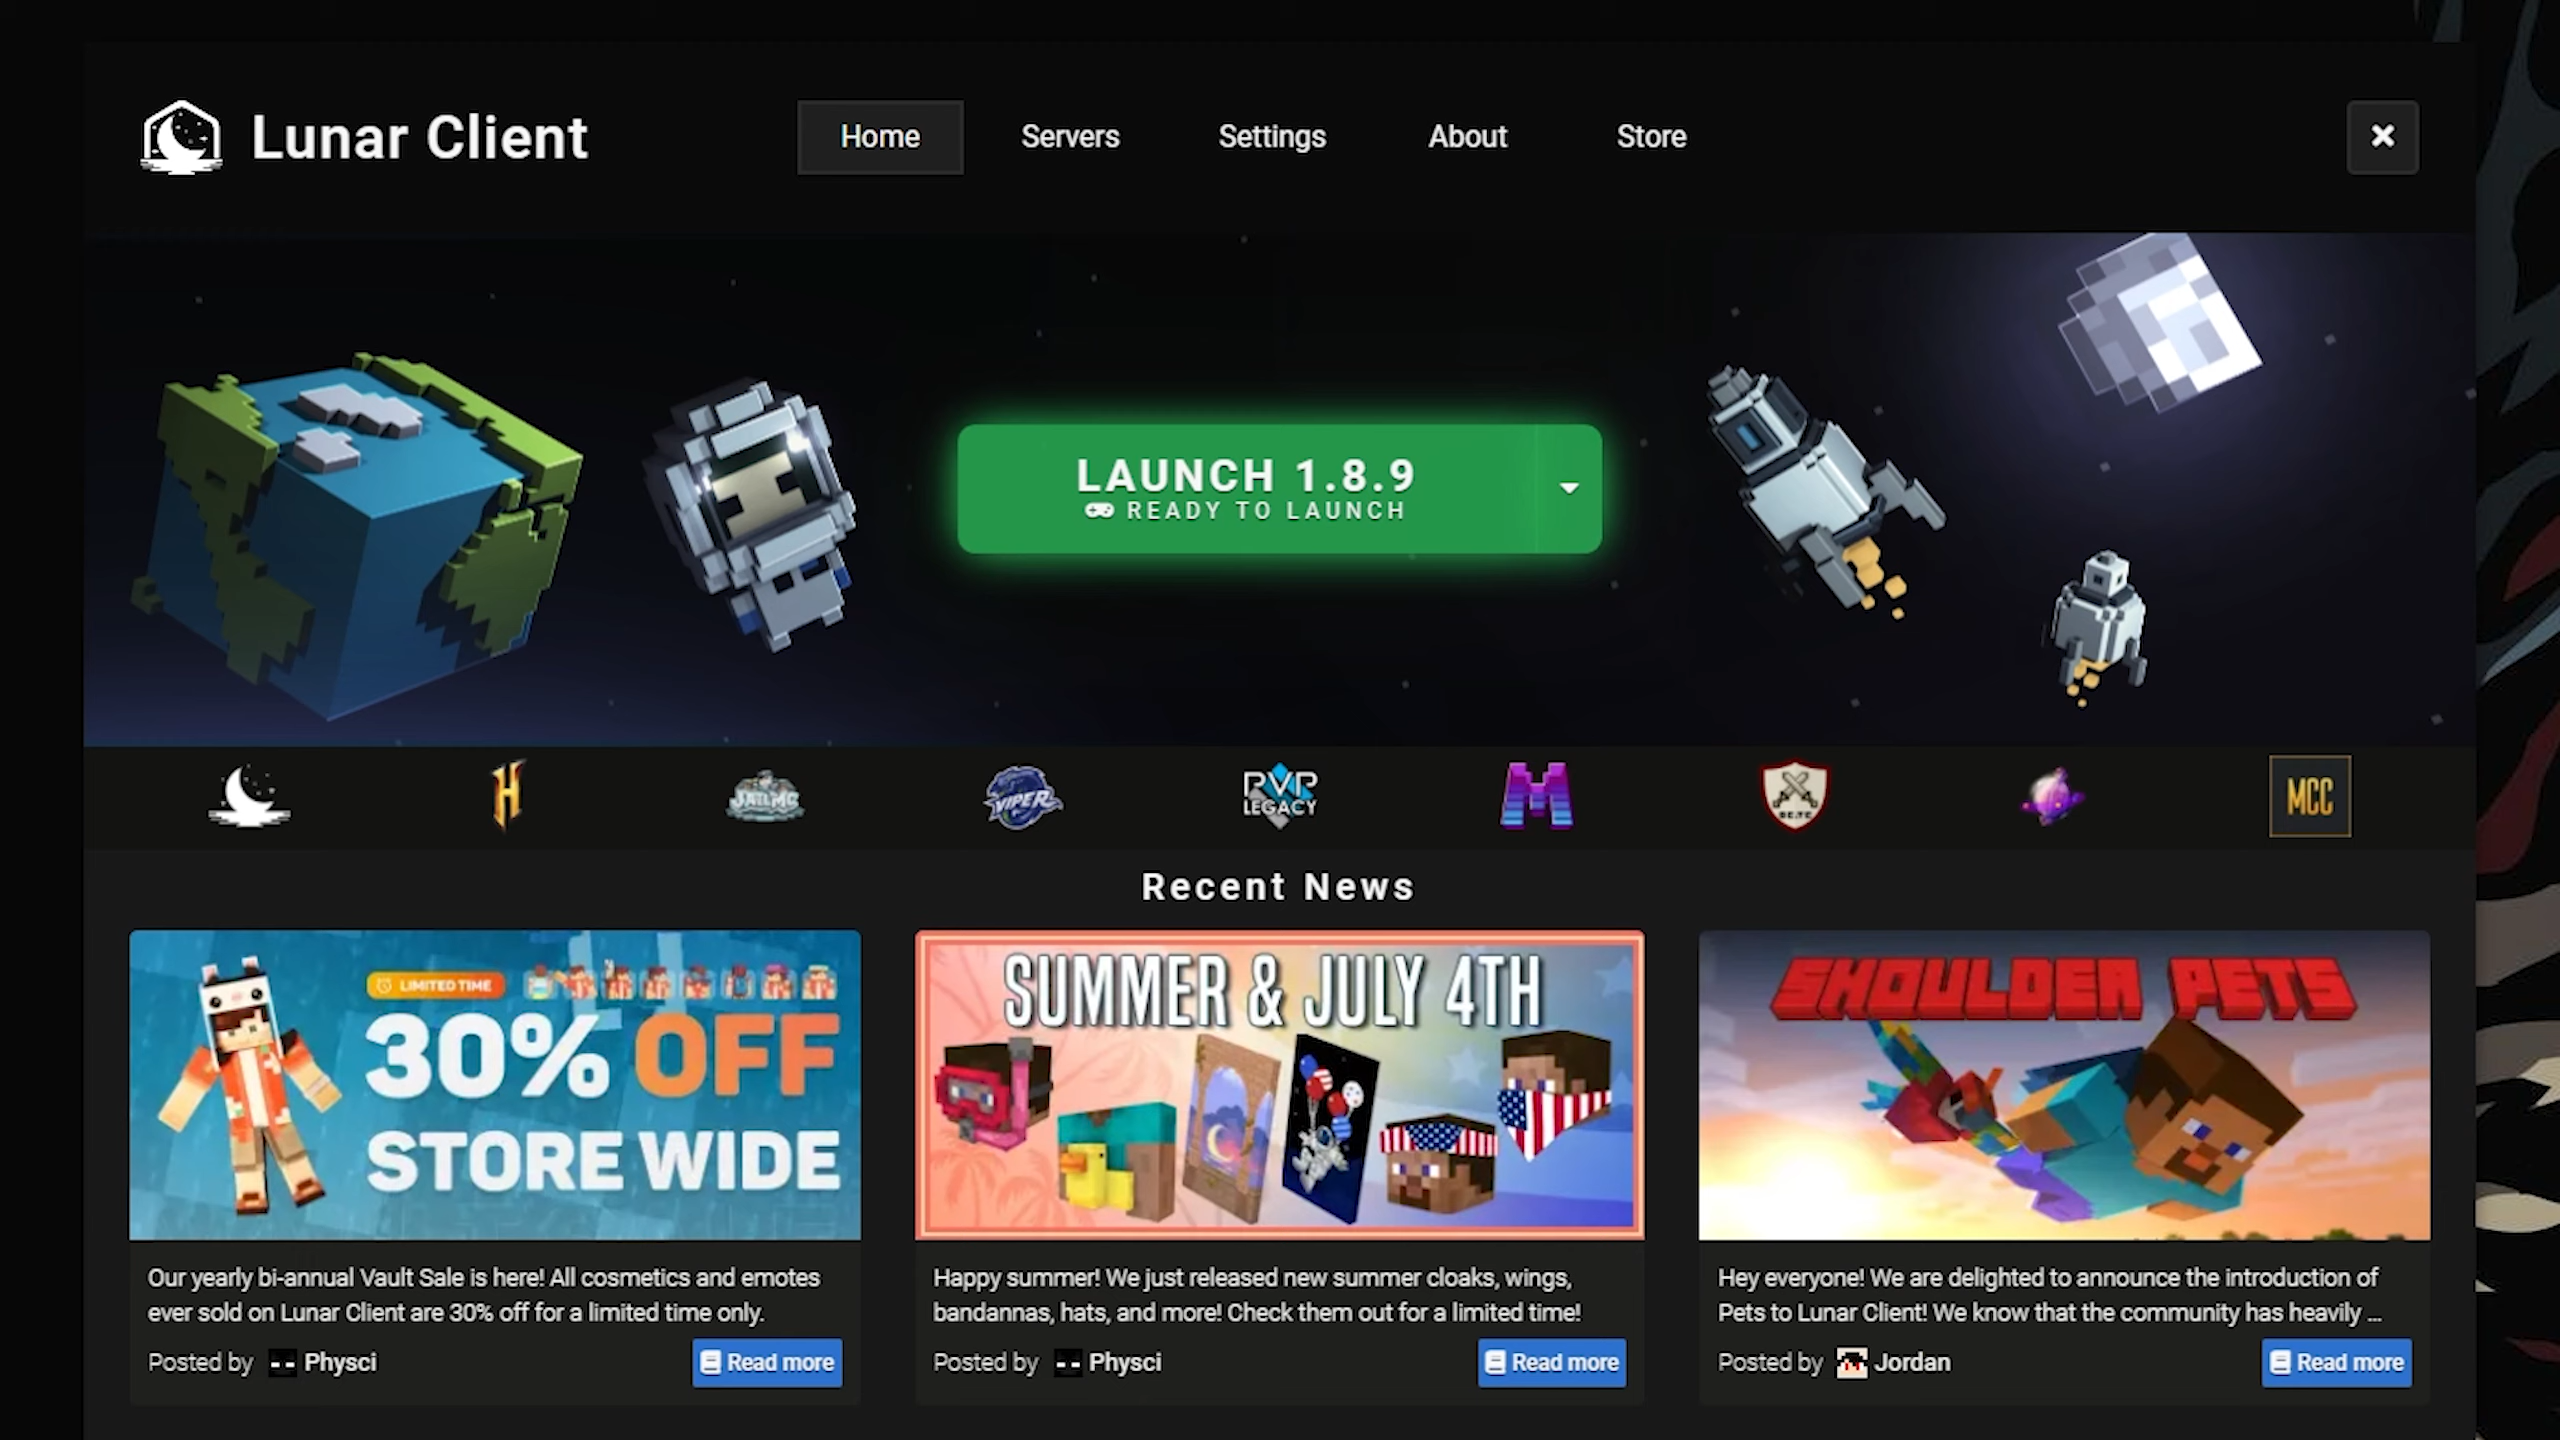 Lunar Client
Home
Servers
Settings
About
Store
LAUNCH 1.8.9
READY TO LAUNCH
H
JAILMC
VIPER
PVP
LEGACY
M
MCC
Recent News
LIMITED TIME
30% OFF
STORE WIDE
Our yearly bi-annual Vault Sale is here! All cosmetics and emotes
ever sold on Lunar Client are 30% off for a limited time only.
Posted by Physci
Read more
SUMMER & JULY 4TH
Happy summer! We just released new summer cloaks, wings,
bandannas, hats, and more! Check them out for a limited time!
Posted by Physci
Read more
SHOULDER PETS
Hey everyone! We are delighted to announce the introduction of
Pets to Lunar Client! We know that the community has heavily ...
Posted by Jordan
Read more